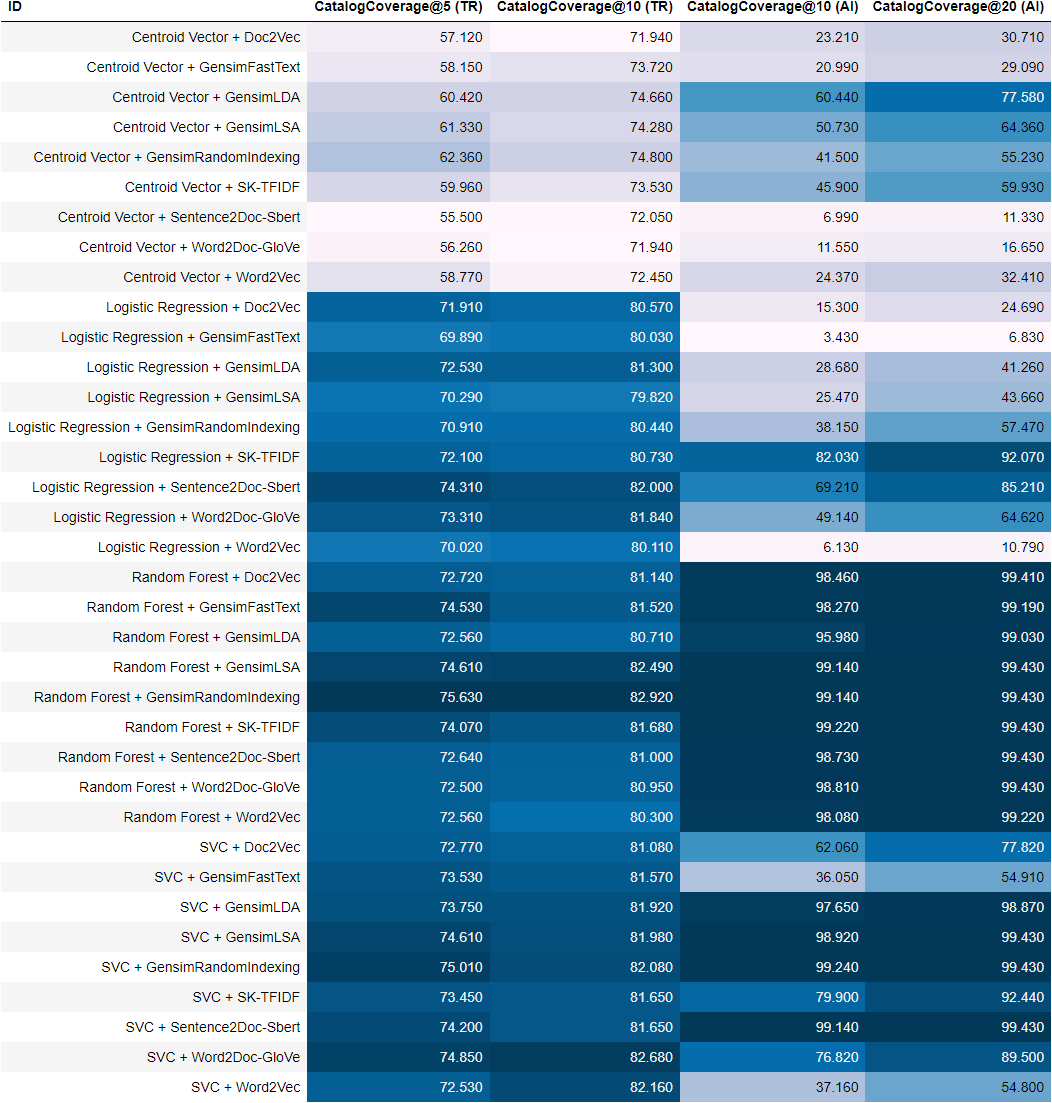 ID CatalogCoverage@5 (TR) CatalogCoverage@10 (TR) CatalogCoverage@10 (AI) CatalogCoverage@20 (AI)
Centroid Vector + Doc2Vec 57.120 71.940 23.210 30.710
Centroid Vector + GensimFastText 58.150 73.720 20.990 29.090
Centroid Vector + GensimLDA 60.420 74.660 60.440 77.580
Centroid Vector + GensimLSA 61.330 74.280 50.730 64.360
Centroid Vector + GensimRandomIndexing 62.360 74.800 41.500 55.230
Centroid Vector + SK-TFIDF 59.960 73.530 45.900 59.930
Centroid Vector + Sentence2Doc-Sbert 55.500 72.050 6.990 11.330
Centroid Vector + Word2Doc-GloVe 56.260 71.940 11.550 16.650
Centroid Vector + Word2Vec 58.770 72.450 24.370 32.410
Logistic Regression + Doc2Vec 71.910 80.570 15.300 24.690
Logistic Regression + GensimFastText 69.890 80.030 3.430 6.830
Logistic Regression + GensimLDA 72.530 81.300 28.680 41.260
Logistic Regression + GensimLSA 70.290 79.820 25.470 43.660
Logistic Regression + GensimRandomIndexing 70.910 80.440 38.150 57.470
Logistic Regression + SK-TFIDF 72.100 80.730 82.030 92.070
Logistic Regression + Sentence2Doc-Sbert 74.310 82.000 69.210 85.210
Logistic Regression + Word2Doc-GloVe 73.310 81.840 49.140 64.620
Logistic Regression + Word2Vec 70.020 80.110 6.130 10.790
Random Forest + Doc2Vec 72.720 81.140 98.460 99.410
Random Forest + GensimFastText 74.530 81.520 98.270 99.190
Random Forest + GensimLDA 72.560 80.710 95.980 99.030
Random Forest + GensimLSA 74.610 82.490 99.140 99.430
Random Forest + GensimRandomIndexing 75.630 82.920 99.140 99.430
Random Forest + SK-TFIDF 74.070 81.680 99.220 99.430
Random Forest + Sentence2Doc-Sbert 72.640 81.000 98.730 99.430
Random Forest + Word2Doc-GloVe 72.500 80.950 98.810 99.430
Random Forest + Word2Vec 72.560 80.300 98.080 99.220
SVC + Doc2Vec 72.770 81.080 62.060 77.820
SVC + GensimFastText 73.530 81.570 36.050 54.910
SVC + GensimLDA 73.750 81.920 97.650 98.870
SVC + GensimLSA 74.610 81.980 98.920 99.430
SVC + GensimRandomIndexing 75.010 82.080 99.240 99.430
SVC + SK-TFIDF 73.450 81.650 79.900 92.440
SVC + Sentence2Doc-Sbert 74.200 81.650 99.140 99.430
SVC + Word2Doc-GloVe 74.850 82.680 76.820 89.500
SVC + Word2Vec 72.530 82.160 37.160 54.800